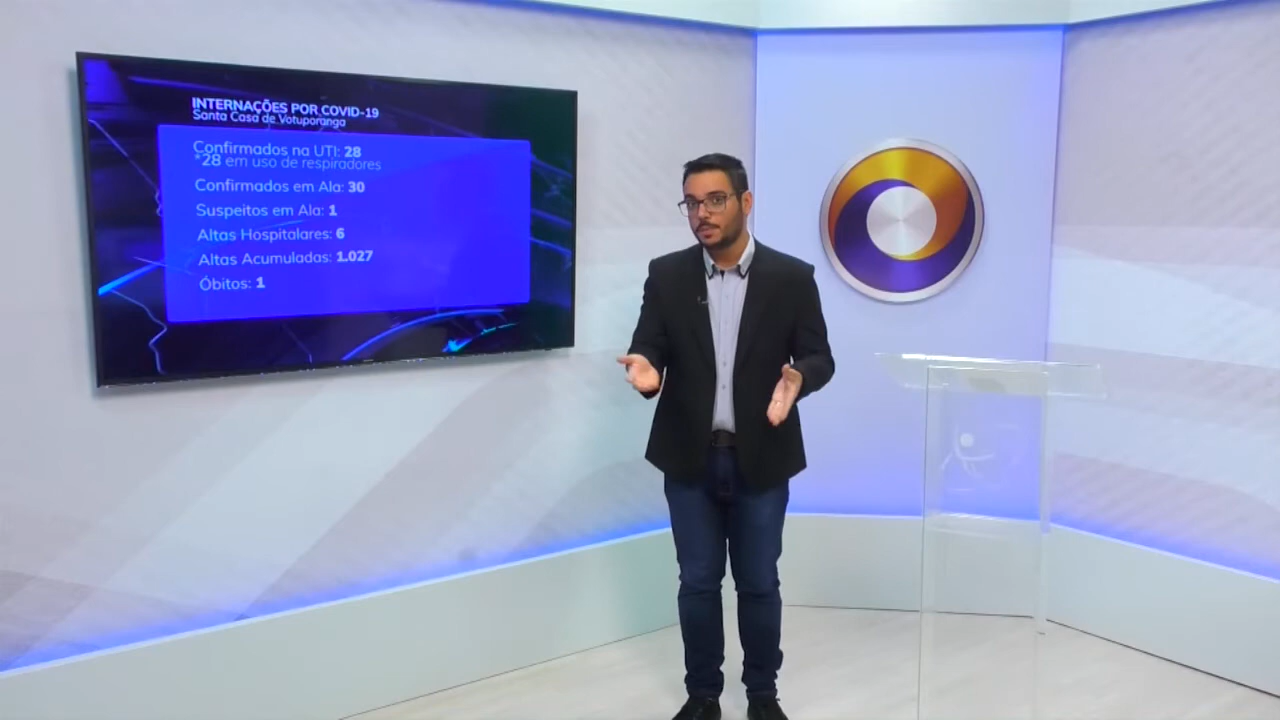 INTERNAÇÕES POR COVID-19
Santa Casa de Votuporanga
Confirmados na UTI: 28
*28 em uso de respiradores
Confirmados em Ala: 30
Suspeitos em Ala: 1
Altas Hospitalares: 6
Altas Acumuladas: 1.027
Óbitos: 1